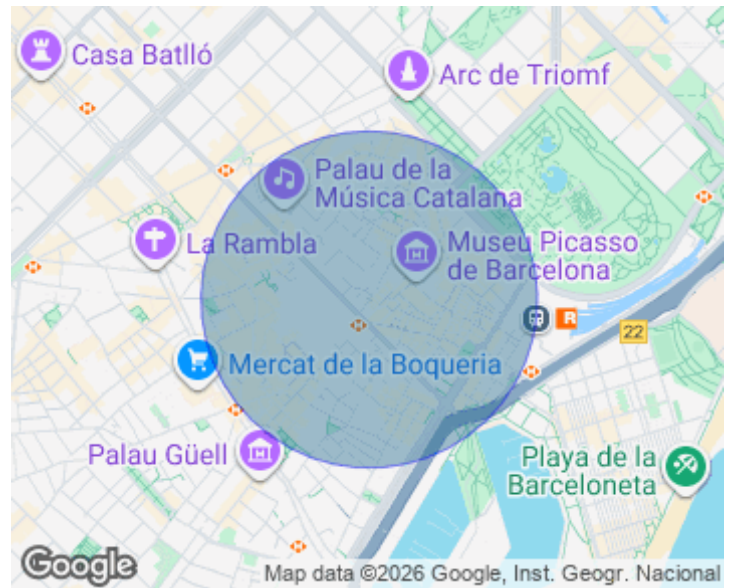 Casa Batlló
Arc de Triomf
Palau de la
Música Catalana
La Rambla
Museu Picasso
de Barcelona
R
22
Mercat de la Boqueria
Palau Güell
Playa de la
Barceloneta
Google
Map data ©2026 Google, Inst. Geogr. Nacional